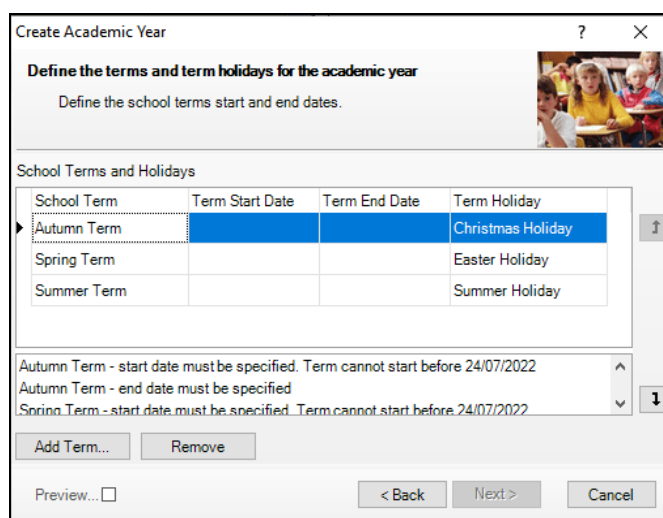 Create Academic Year
?
Define the terms and term holidays for the academic year
Define the school terms start and end dates.
School Terms and Holidays
School Term Term Start Date Term End Date Term Holiday
Autumn Term Christmas Holiday
Spring Term Easter Holiday
Summer Term Summer Holiday
Autumn Term - start date must be specified. Term cannot start before 24/07/2022
Autumn Term - end date must be specified
Spring Term - start date must be specified. Term cannot start before 24/07/2022
Add Term... Remove
Preview... < Back Next > Cancel